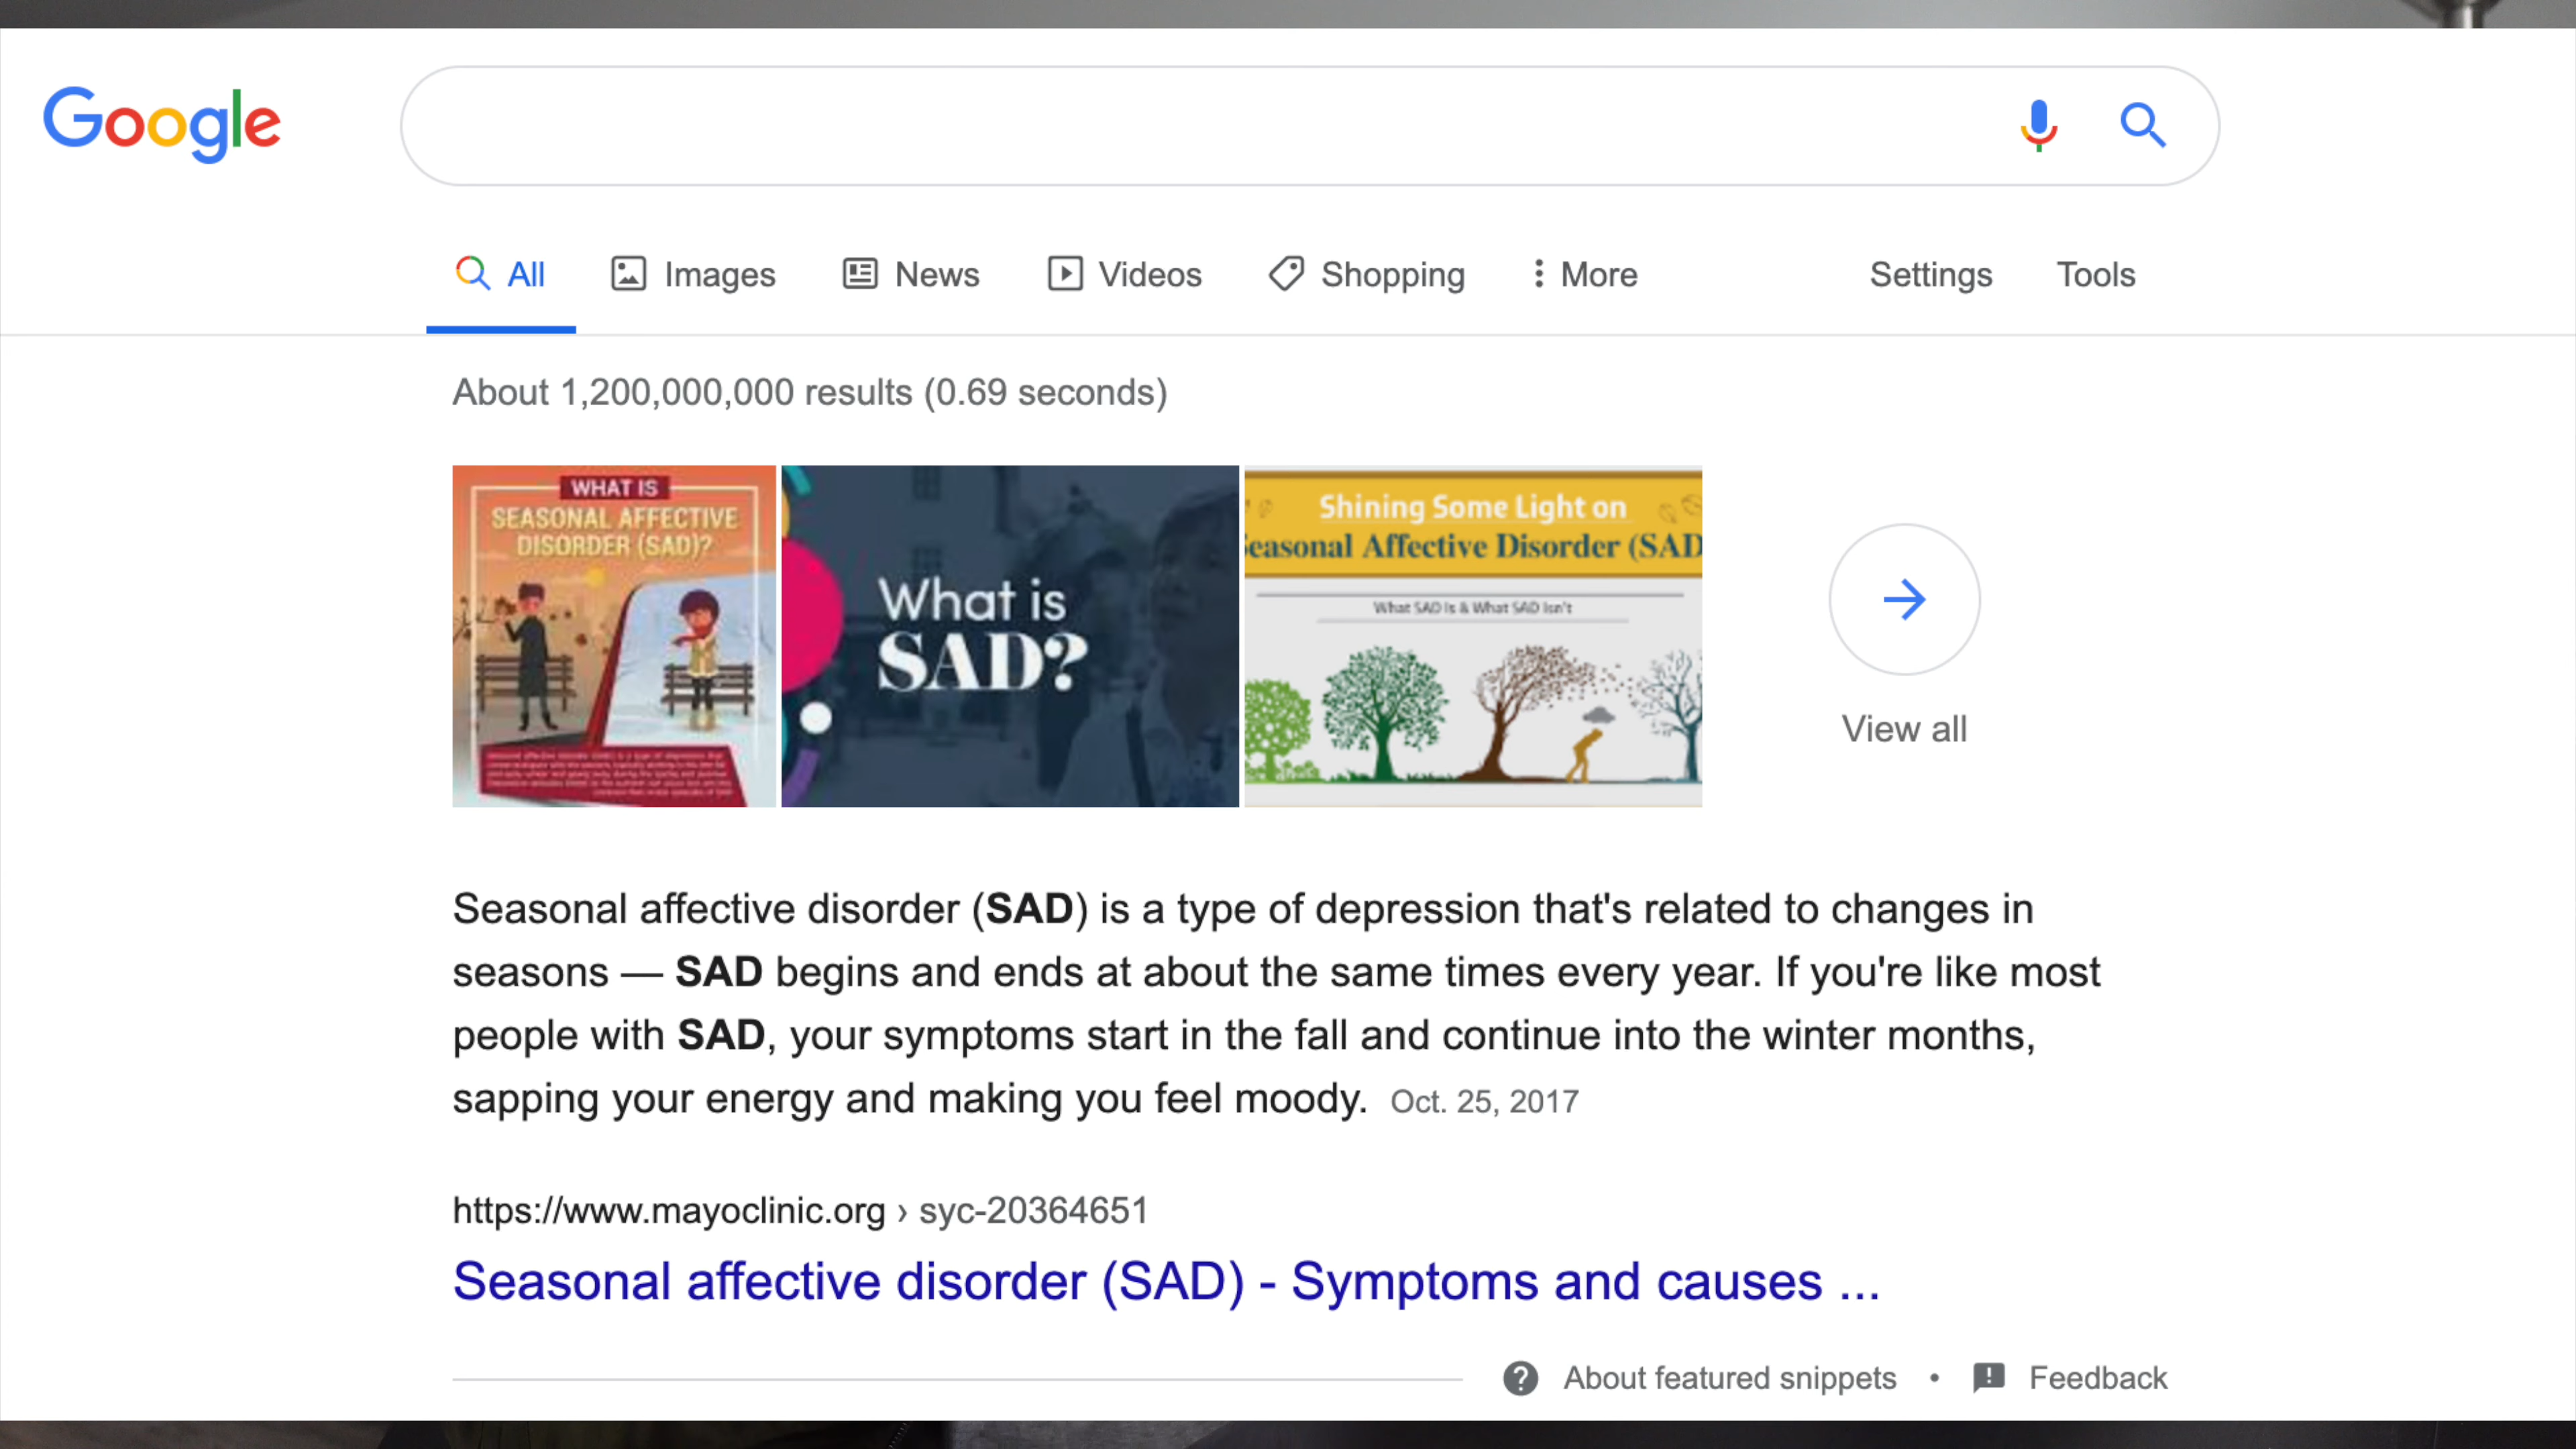 Google
All
Images
News
Videos
Shopping
More
Settings
Tools
About 1,200,000,000 results (0.69 seconds)
WHAT IS
SEASONAL AFFECTIVE
DISORDER (SAD)?
What is
SAD?
Shining Some Light on
easonal Affective Disorder (SAD
What SAD Is & What SAD Isn't
View all
Seasonal affective disorder (SAD) is a type of depression that's related to changes in
seasons — SAD begins and ends at about the same times every year. If you're like most
people with SAD, your symptoms start in the fall and continue into the winter months,
sapping your energy and making you feel moody. Oct. 25, 2017
https://www.mayoclinic.org › syc-20364651
Seasonal affective disorder (SAD) - Symptoms and causes ...
About featured snippets • Feedback